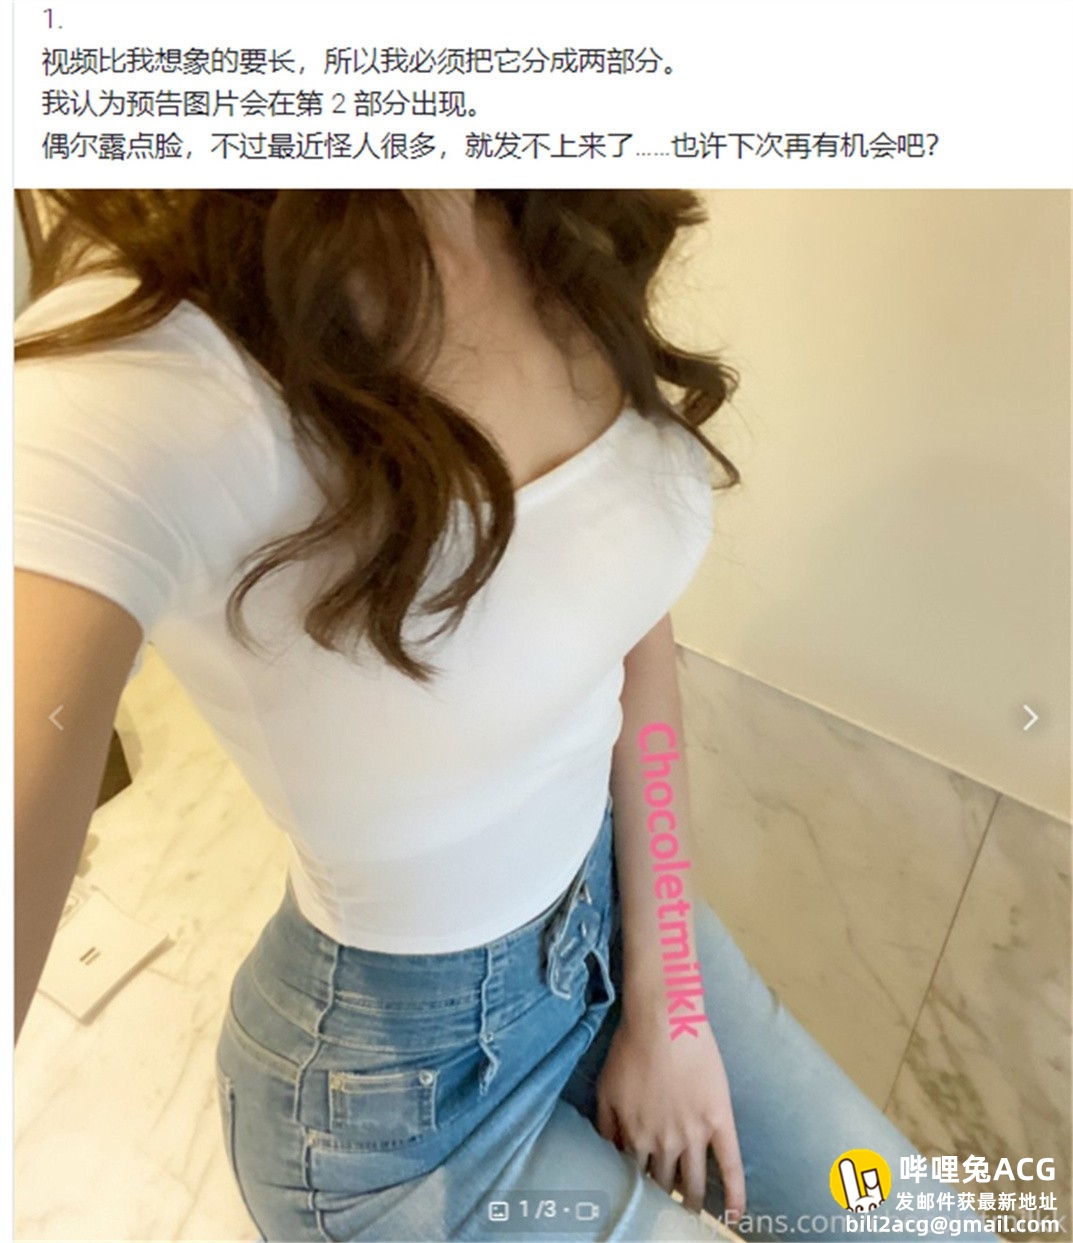 1.
视频比我想象的要长，所以我必须把它分成两部分。
我认为预告图片会在第 2 部分出现。
偶尔露点脸，不过最近怪人很多，就发不上来了......也许下次再有机会吧?
Chocoletmilkk
1/3
哔哩兔ACG
发邮件获最新地址
bili2acg@gmail.com